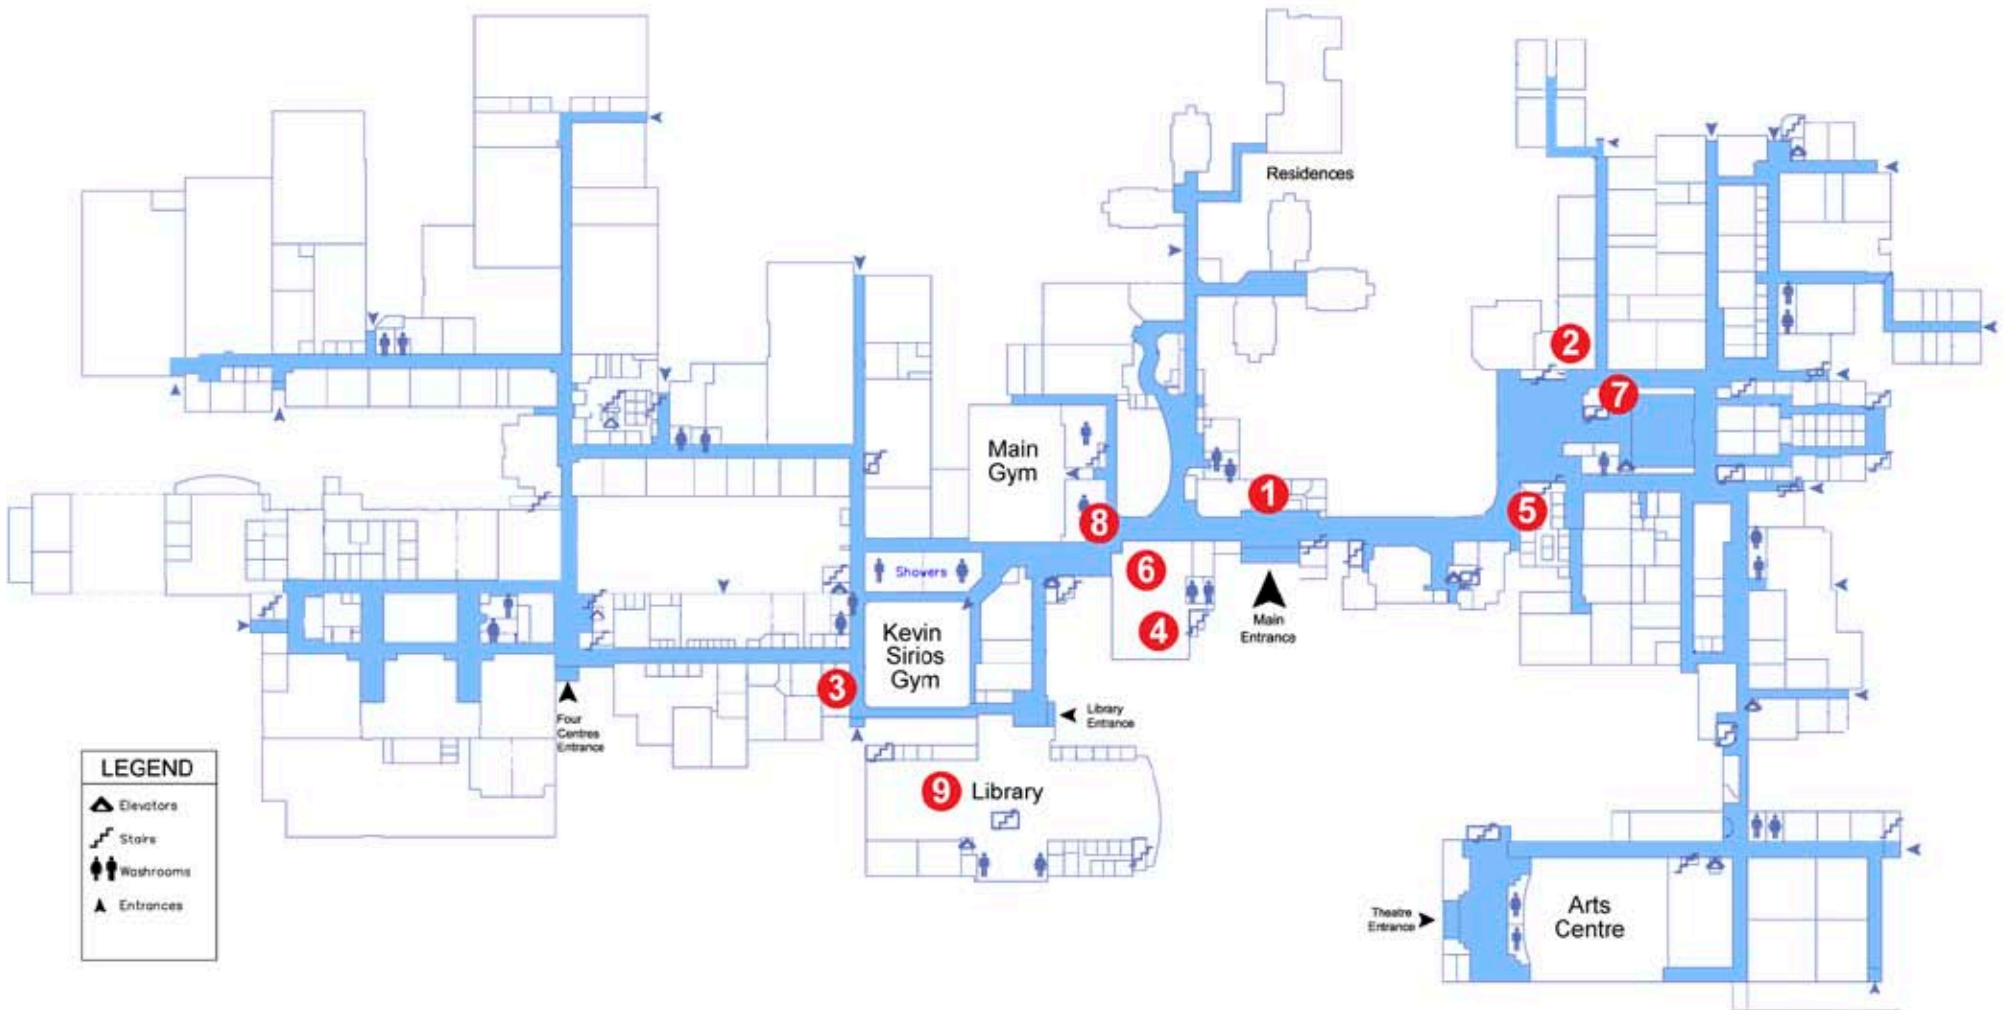 Residences
2
7
Main
Gym
1
5
8
6
Showers
4
Main
Entrance
Kevin
Sirios
Gym
3
Four
Centres
Entrance
Library
Entrance
LEGEND
Elevators
Stairs
Washrooms
Entrances
9
Library
Theatre
Entrance
Arts
Centre